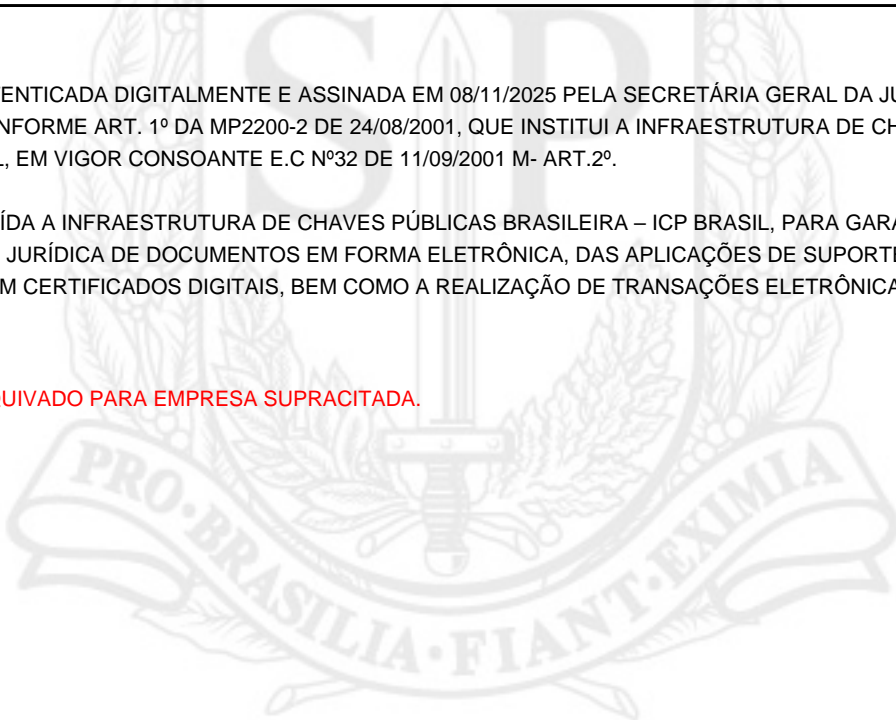 ENTICADA DIGITALMENTE E ASSINADA EM 08/11/2025 PELA SECRETÁRIA GERAL DA JU
NFORME ART. 1º DA MP2200-2 DE 24/08/2001, QUE INSTITUI A INFRAESTRUTURA DE CH
L, EM VIGOR CONSOANTE E.C Nº32 DE 11/09/2001 M- ART.2º.
ÍDA A INFRAESTRUTURA DE CHAVES PÚBLICAS BRASILEIRA – ICP BRASIL, PARA GARA
JURÍDICA DE DOCUMENTOS EM FORMA ELETRÔNICA, DAS APLICAÇÕES DE SUPORTE
M CERTIFICADOS DIGITAIS, BEM COMO A REALIZAÇÃO DE TRANSAÇÕES ELETRÔNICA
UIVADO PARA EMPRESA SUPRACITADA.
SP
PRO·BRASILIA·FIANT·EXIMIA